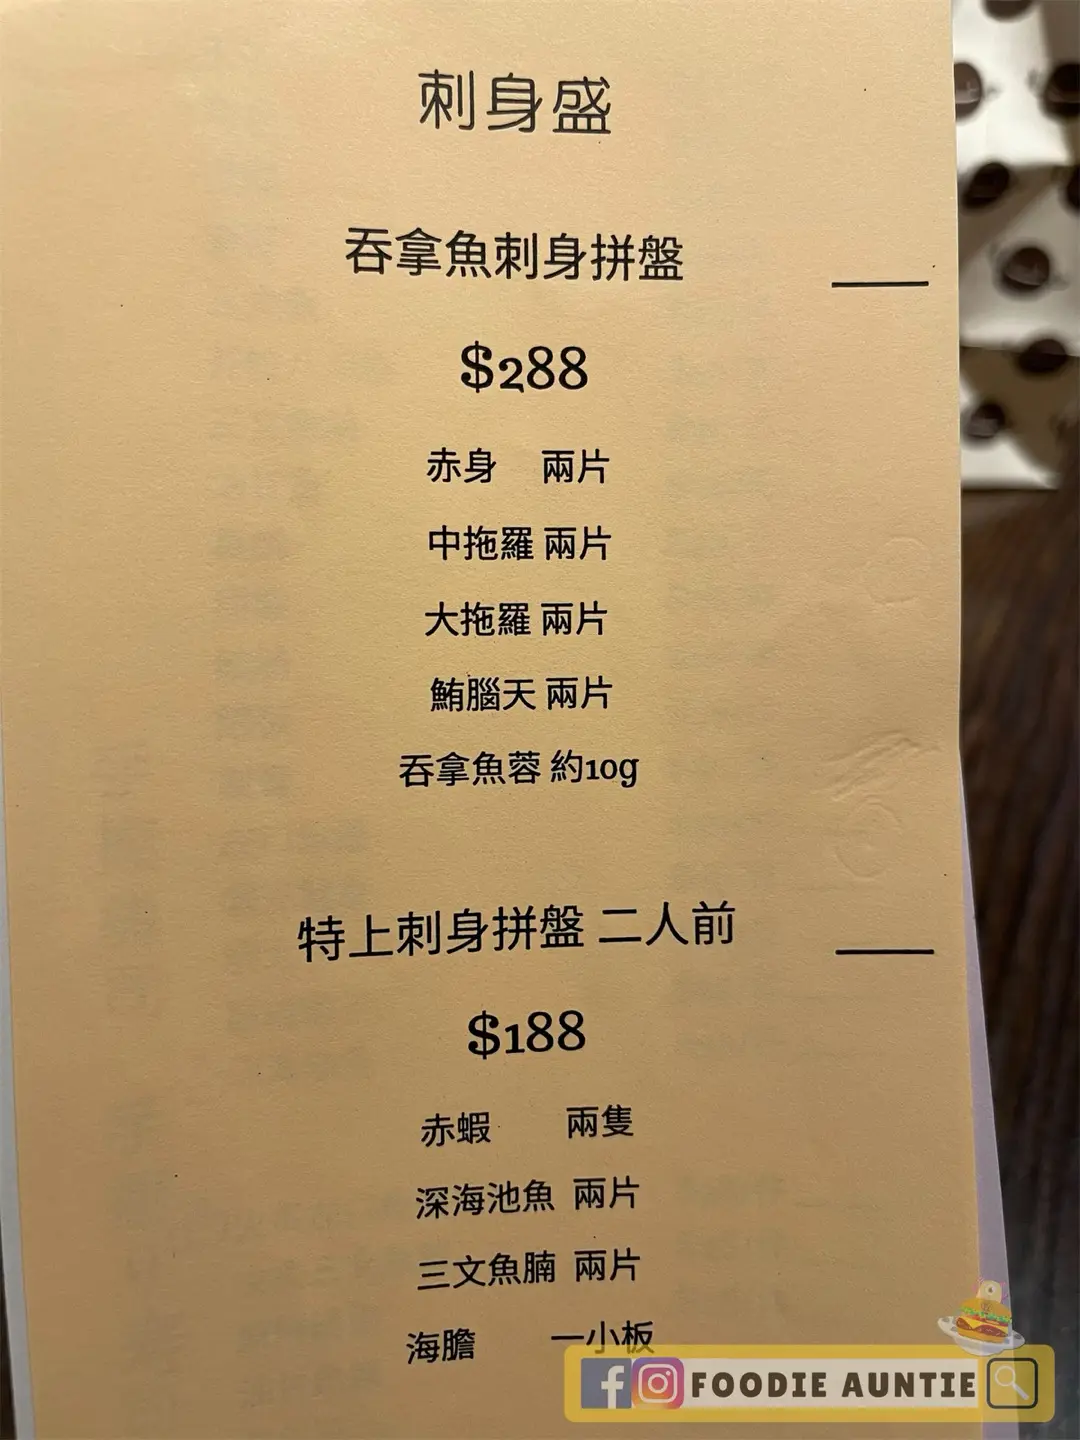 刺身盛
吞拿魚刺身拼盤
$288
赤身 兩片
中拖羅 兩片
大拖羅 兩片
鮪腦天 兩片
吞拿魚蓉 約10g
特上刺身拼盤 二人前
$188
赤蝦 兩隻
深海池魚 兩片
三文魚腩 兩片
海膽 一小板
FOODIE AUNTIE